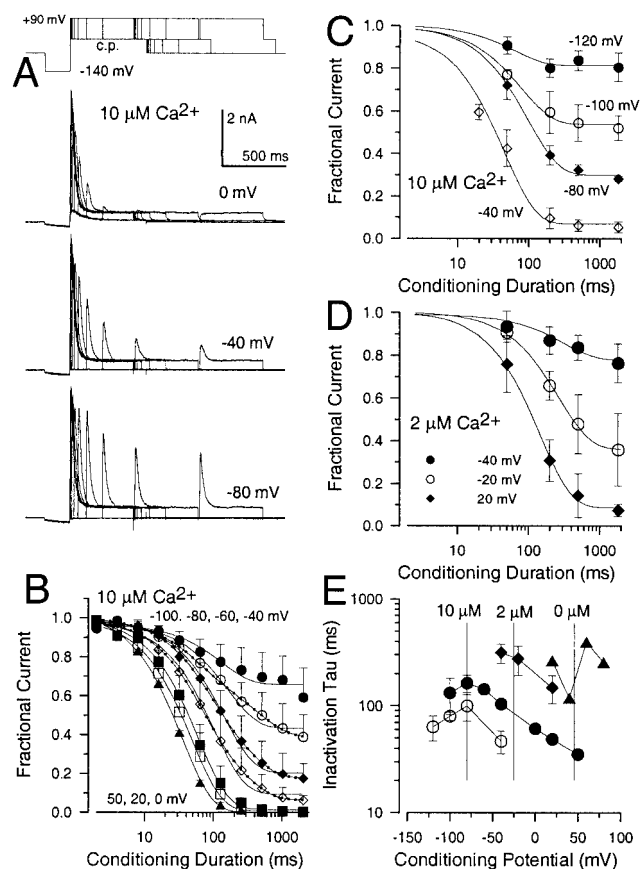 +90 mV
c.p.
-140 mV
A
10 μM Ca2+
2 nA
500 ms
0 mV
-40 mV
-80 mV
B
10 μM Ca2+
-100. -80, -60, -40 mV
50, 20, 0 mV
Fractional Current
1.0
0.8
0.6
0.4
0.2
0.0
10
100
1000
Conditioning Duration (ms)
C
-120 mV
-100 mV
-80 mV
-40 mV
10 μM Ca2+
Fractional Current
1.0
0.8
0.6
0.4
0.2
0.0
10
100
1000
Conditioning Duration (ms)
D
2 μM Ca2+
-40 mV
-20 mV
20 mV
Fractional Current
1.0
0.8
0.6
0.4
0.2
0.0
10
100
1000
Conditioning Duration (ms)
E
10 μM
2 μM
0 μM
Inactivation Tau (ms)
1000
100
10
-150
-100
-50
0
50
100
Conditioning Potential (mV)